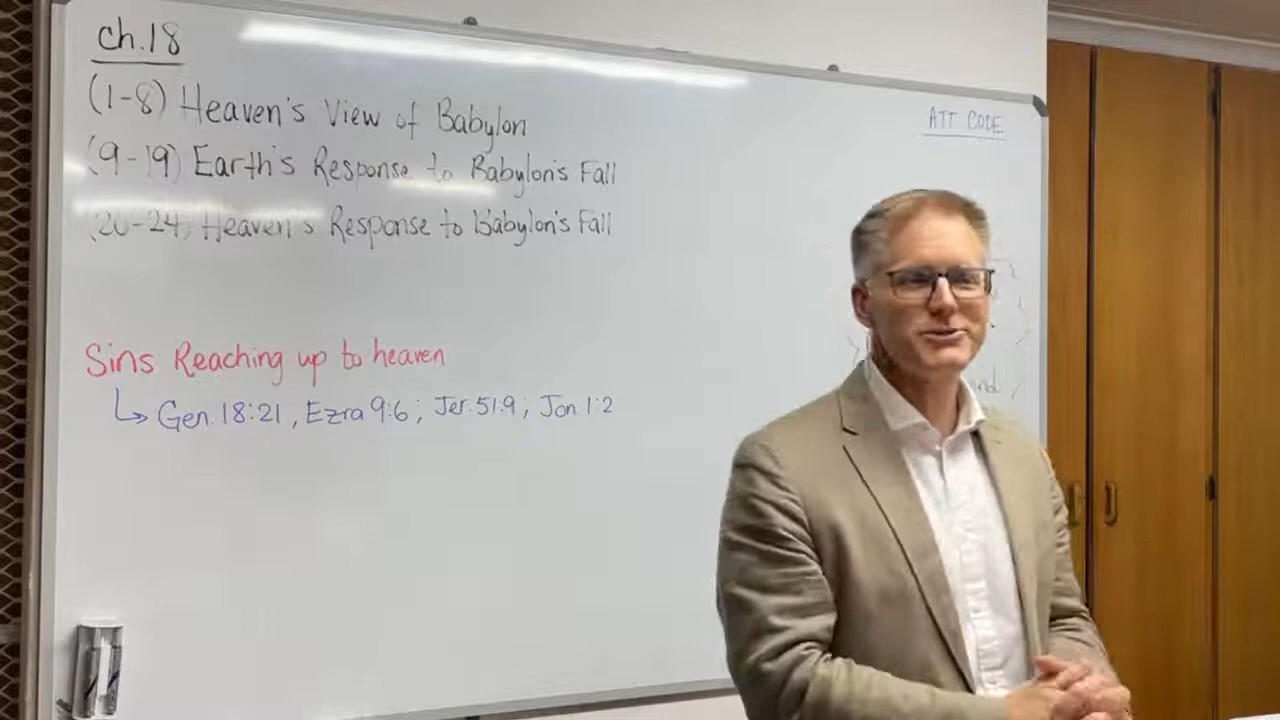 Ch.18
(1-8) Heaven's View of Babylon
(9-19) Earth's Response to Babylon's Fall
(20-24) Heaven's Response to Babylon's Fall
ATT CODE
Sins Reaching up to heaven
↳ Gen. 18:21, Ezra 9:6; Jer. 51:9; Jon 1:2